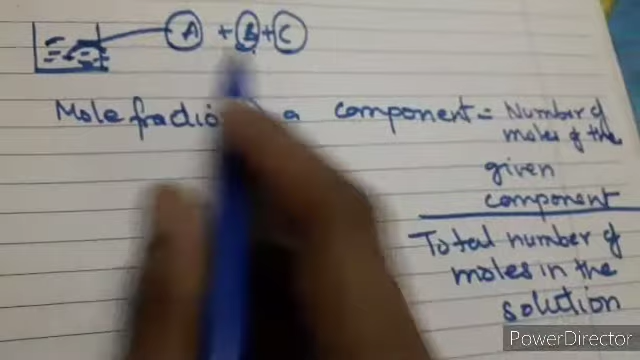 A + B + C
Mole fractio a component = Number of
moles of the
given
component
Total number of
moles in the
solution
PowerDirector